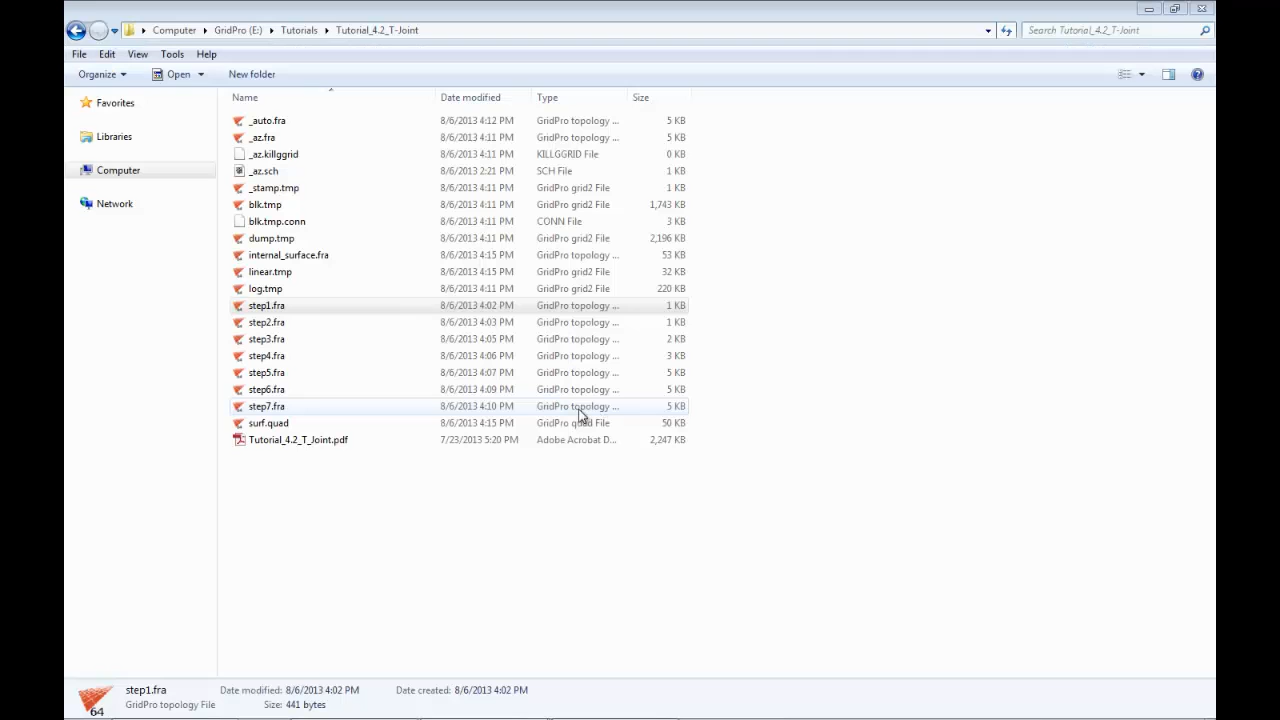 Computer GridPro (E:) Tutorials Tutorial_4.2_T-Joint Search Tutorial_4.2_T-Joint
File Edit View Tools Help
Organize Open New folder
Name Date modified Type Size
Favorites
Libraries
Computer
Network
_auto.fra 8/6/2013 4:12 PM GridPro topology ... 5 KB
_az.fra 8/6/2013 4:11 PM GridPro topology ... 5 KB
_az.killggrid 8/6/2013 4:11 PM KILLGGRID File 0 KB
_az.sch 8/6/2013 2:21 PM SCH File 1 KB
_stamp.tmp 8/6/2013 4:11 PM GridPro grid2 File 1 KB
blk.tmp 8/6/2013 4:11 PM GridPro grid2 File 1,743 KB
blk.tmp.conn 8/6/2013 4:11 PM CONN File 3 KB
dump.tmp 8/6/2013 4:11 PM GridPro grid2 File 2,196 KB
internal_surface.fra 8/6/2013 4:15 PM GridPro topology ... 53 KB
linear.tmp 8/6/2013 4:15 PM GridPro grid2 File 32 KB
log.tmp 8/6/2013 4:11 PM GridPro grid2 File 220 KB
step1.fra 8/6/2013 4:02 PM GridPro topology ... 1 KB
step2.fra 8/6/2013 4:03 PM GridPro topology ... 1 KB
step3.fra 8/6/2013 4:05 PM GridPro topology ... 2 KB
step4.fra 8/6/2013 4:06 PM GridPro topology ... 3 KB
step5.fra 8/6/2013 4:07 PM GridPro topology ... 5 KB
step6.fra 8/6/2013 4:09 PM GridPro topology ... 5 KB
step7.fra 8/6/2013 4:10 PM GridPro topology ... 5 KB
surf.quad 8/6/2013 4:15 PM GridPro quad File 50 KB
Tutorial_4.2_T_Joint.pdf 7/23/2013 5:20 PM Adobe Acrobat D... 2,247 KB
step1.fra Date modified: 8/6/2013 4:02 PM Date created: 8/6/2013 4:02 PM
GridPro topology File Size: 441 bytes
64